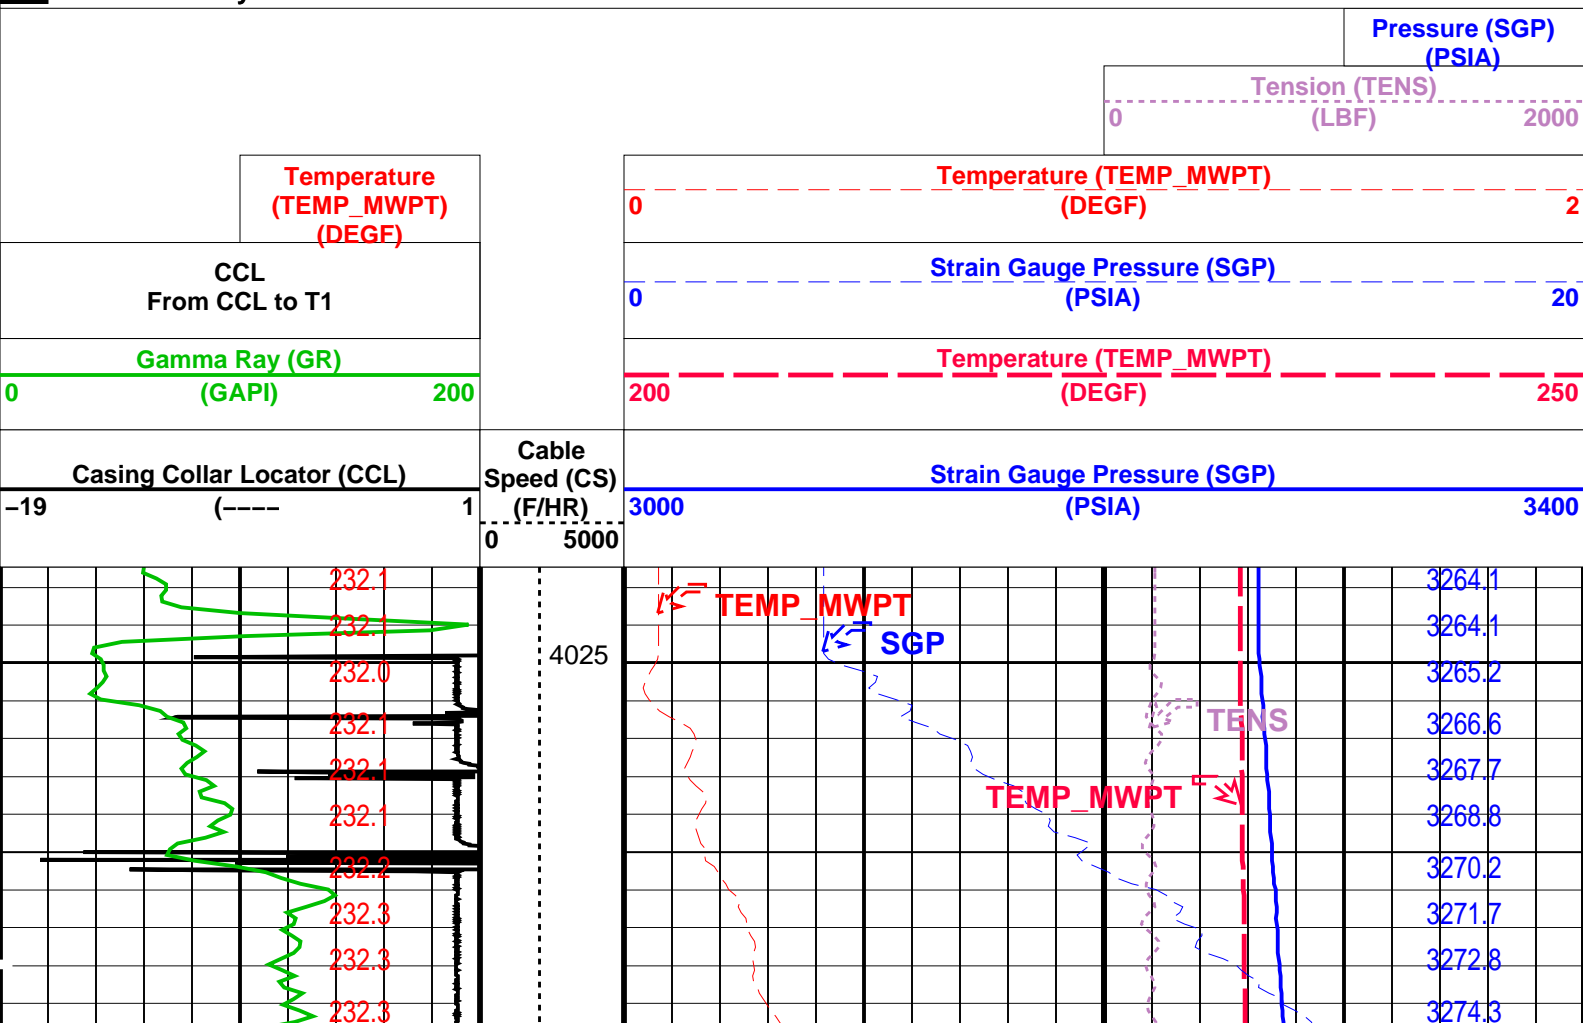 Pressure (SGP)
(PSIA)
Tension (TENS)
0 (LBF) 2000
Temperature
(TEMP_MWPT)
(DEGF)
Temperature (TEMP_MWPT)
0 (DEGF) 2
CCL
From CCL to T1
Strain Gauge Pressure (SGP)
0 (PSIA) 20
Gamma Ray (GR)
0 (GAPI) 200
Temperature (TEMP_MWPT)
200 (DEGF) 250
Casing Collar Locator (CCL)
−19 (−−−− 1
Cable
Speed (CS)
(F/HR)
0 5000
Strain Gauge Pressure (SGP)
3000 (PSIA) 3400
232.1 3264.1
TEMP_MWPT
232.1 3264.1
SGP
4025
232.0 3265.2
232.1 TENS 3266.6
232.1 3267.7
TEMP_MWPT
232.1 3268.8
232.2 3270.2
232.3 3271.7
232.3 3272.8
232.3 3274.3